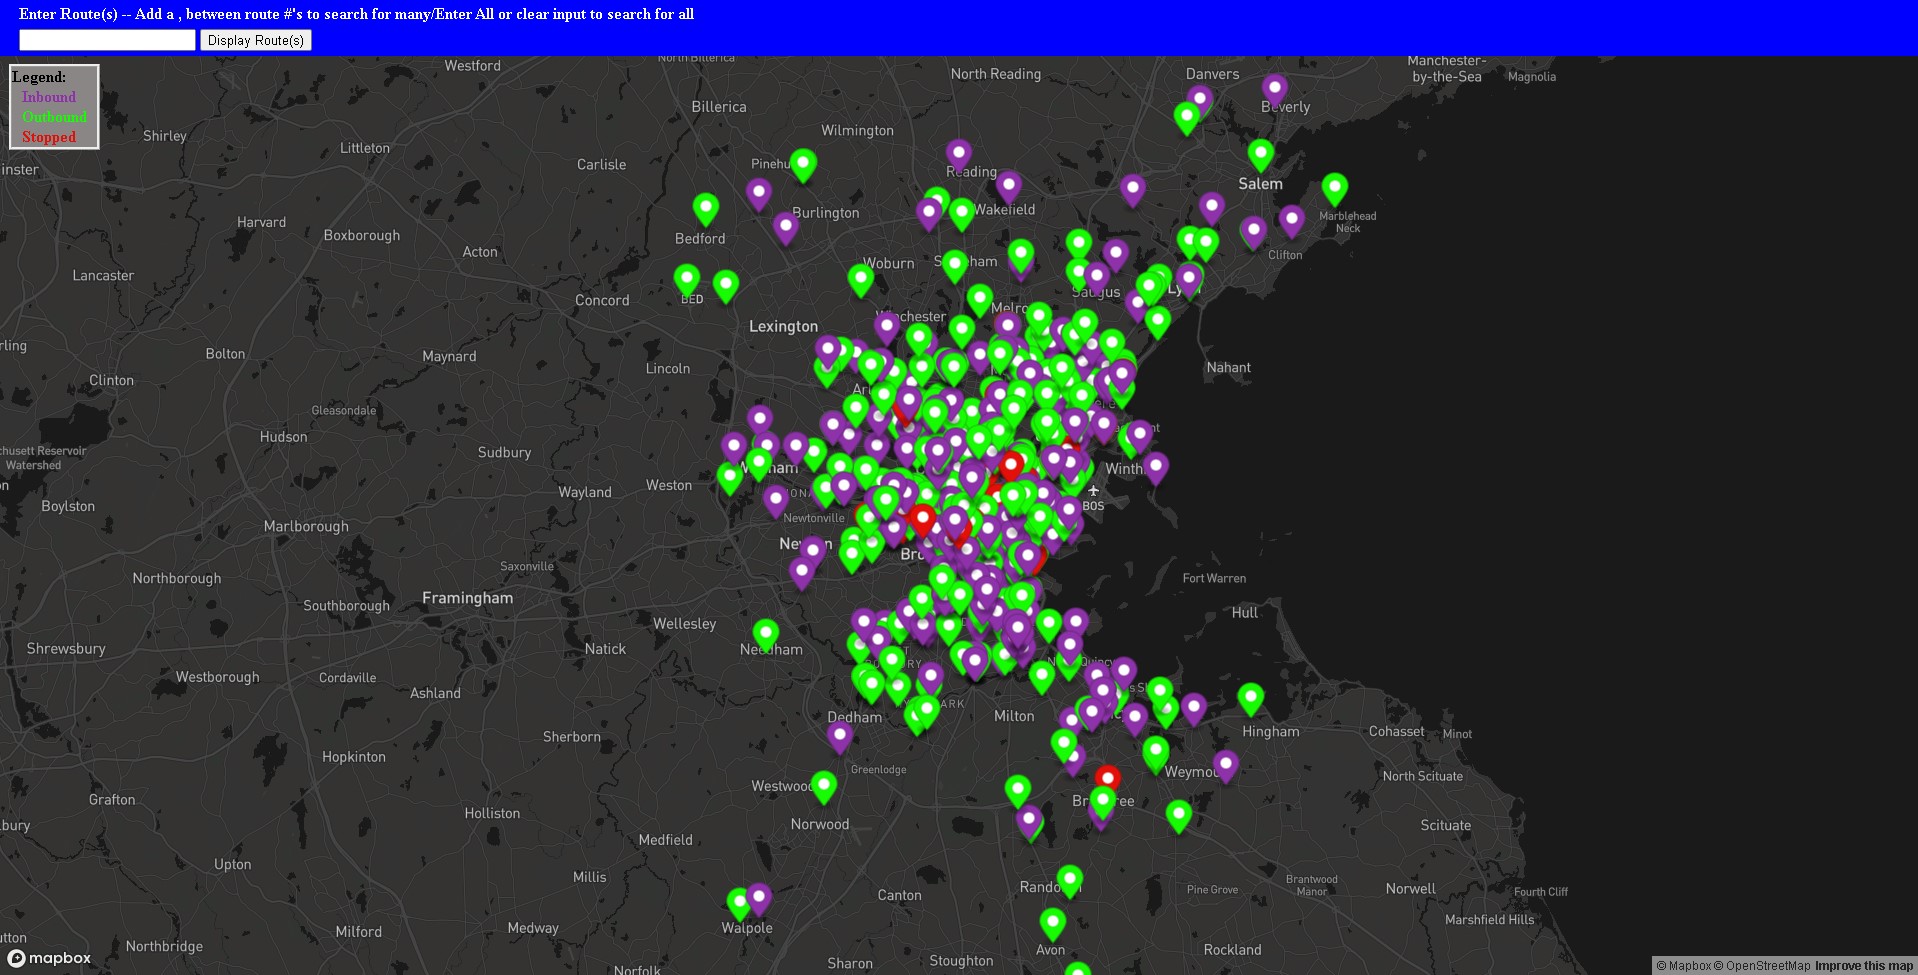 Enter Route(s) -- Add a , between route #'s to search for many/Enter All or clear input to search for all
Display Route(s)
Legend:
Inbound
Outbound
Stopped
Westford
North Billerica
North Reading
Danvers
Manchester-
by-the-Sea
Magnolia
Billerica
Beverly
Shirley
Wilmington
Littleton
Carlisle
Reading
Salem
Wakefield
Burlington
Marblehead
Neck
Harvard
Boxborough
Bedford
Acton
Clifton
Woburn
Lancaster
Concord
BED
Saugus
Winchester
Lexington
Bolton
Maynard
Lincoln
Nahant
Clinton
Gleasondale
Hudson
Sudbury
Watershed
Weston
Wayland
Boylston
BOS
Newtonville
Marlborough
Saxonville
Northborough
Fort Warren
Framingham
Southborough
Hull
Wellesley
Shrewsbury
Natick
Westborough
Cordaville
Ashland
Milton
Dedham
Sherborn
Hingham
Cohasset
Minot
Hopkinton
Greenlodge
North Scituate
Westwood
Grafton
Holliston
Norwood
Scituate
Medfield
Upton
Millis
Canton
Pine Grove
Brantwood
Manor
Norwell
Fourth Cliff
Walpole
Medway
Milford
Marshfield Hills
Northbridge
Avon
Rockland
mapbox
Sharon
Stoughton
Norfolk
© Mapbox © OpenStreetMap Improve this map